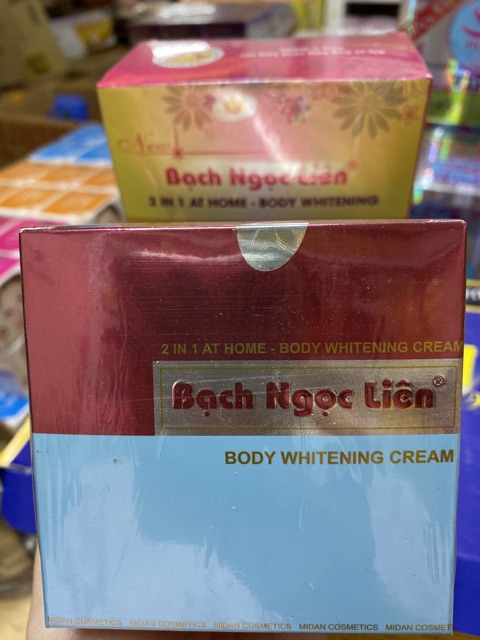 New
Bạch Ngọc Liên®
2 IN 1 AT HOME - BODY WHITENING
2 IN 1 AT HOME - BODY WHITENING CREAM
Bạch Ngọc Liên®
BODY WHITENING CREAM
MIDAN COSMETICS MIDAN COSMETICS MIDAN COSMETICS MIDAN COSMETICS MIDAN COSMET